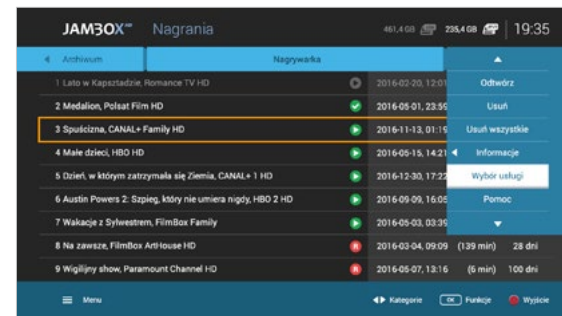 JAMBOX Nagrania 461,4 GB 235,4 GB 19:35
Archiwum Nagrywarka
1 Lato w Kapsztadzie, Romance TV HD 2016-02-20, 12:01 Odtwórz
2 Medalion, Polsat Film HD 2016-05-01, 23:59 Usuń
3 Spuścizna, CANAL+ Family HD 2016-11-13, 01:19 Usuń wszystkie
4 Małe dzieci, HBO HD 2016-05-15, 14:21 Informacje
5 Dzień, w którym zatrzymała się Ziemia, CANAL+ 1 HD 2016-12-30, 17:22 Wybór usługi
6 Austin Powers 2: Szpieg, który nie umiera nigdy, HBO 2 HD 2016-09-09, 16:05 Pomoc
7 Wakacje z Sylwestrem, FilmBox Family 2016-05-03, 03:39
8 Na zawsze, FilmBox ArtHouse HD R 2016-03-04, 09:09 (139 min) 28 dni
9 Wigilijny show, Paramount Channel HD R 2016-05-07, 13:16 (6 min) 100 dni
Menu Kategorie OK Funkcje Wyjście